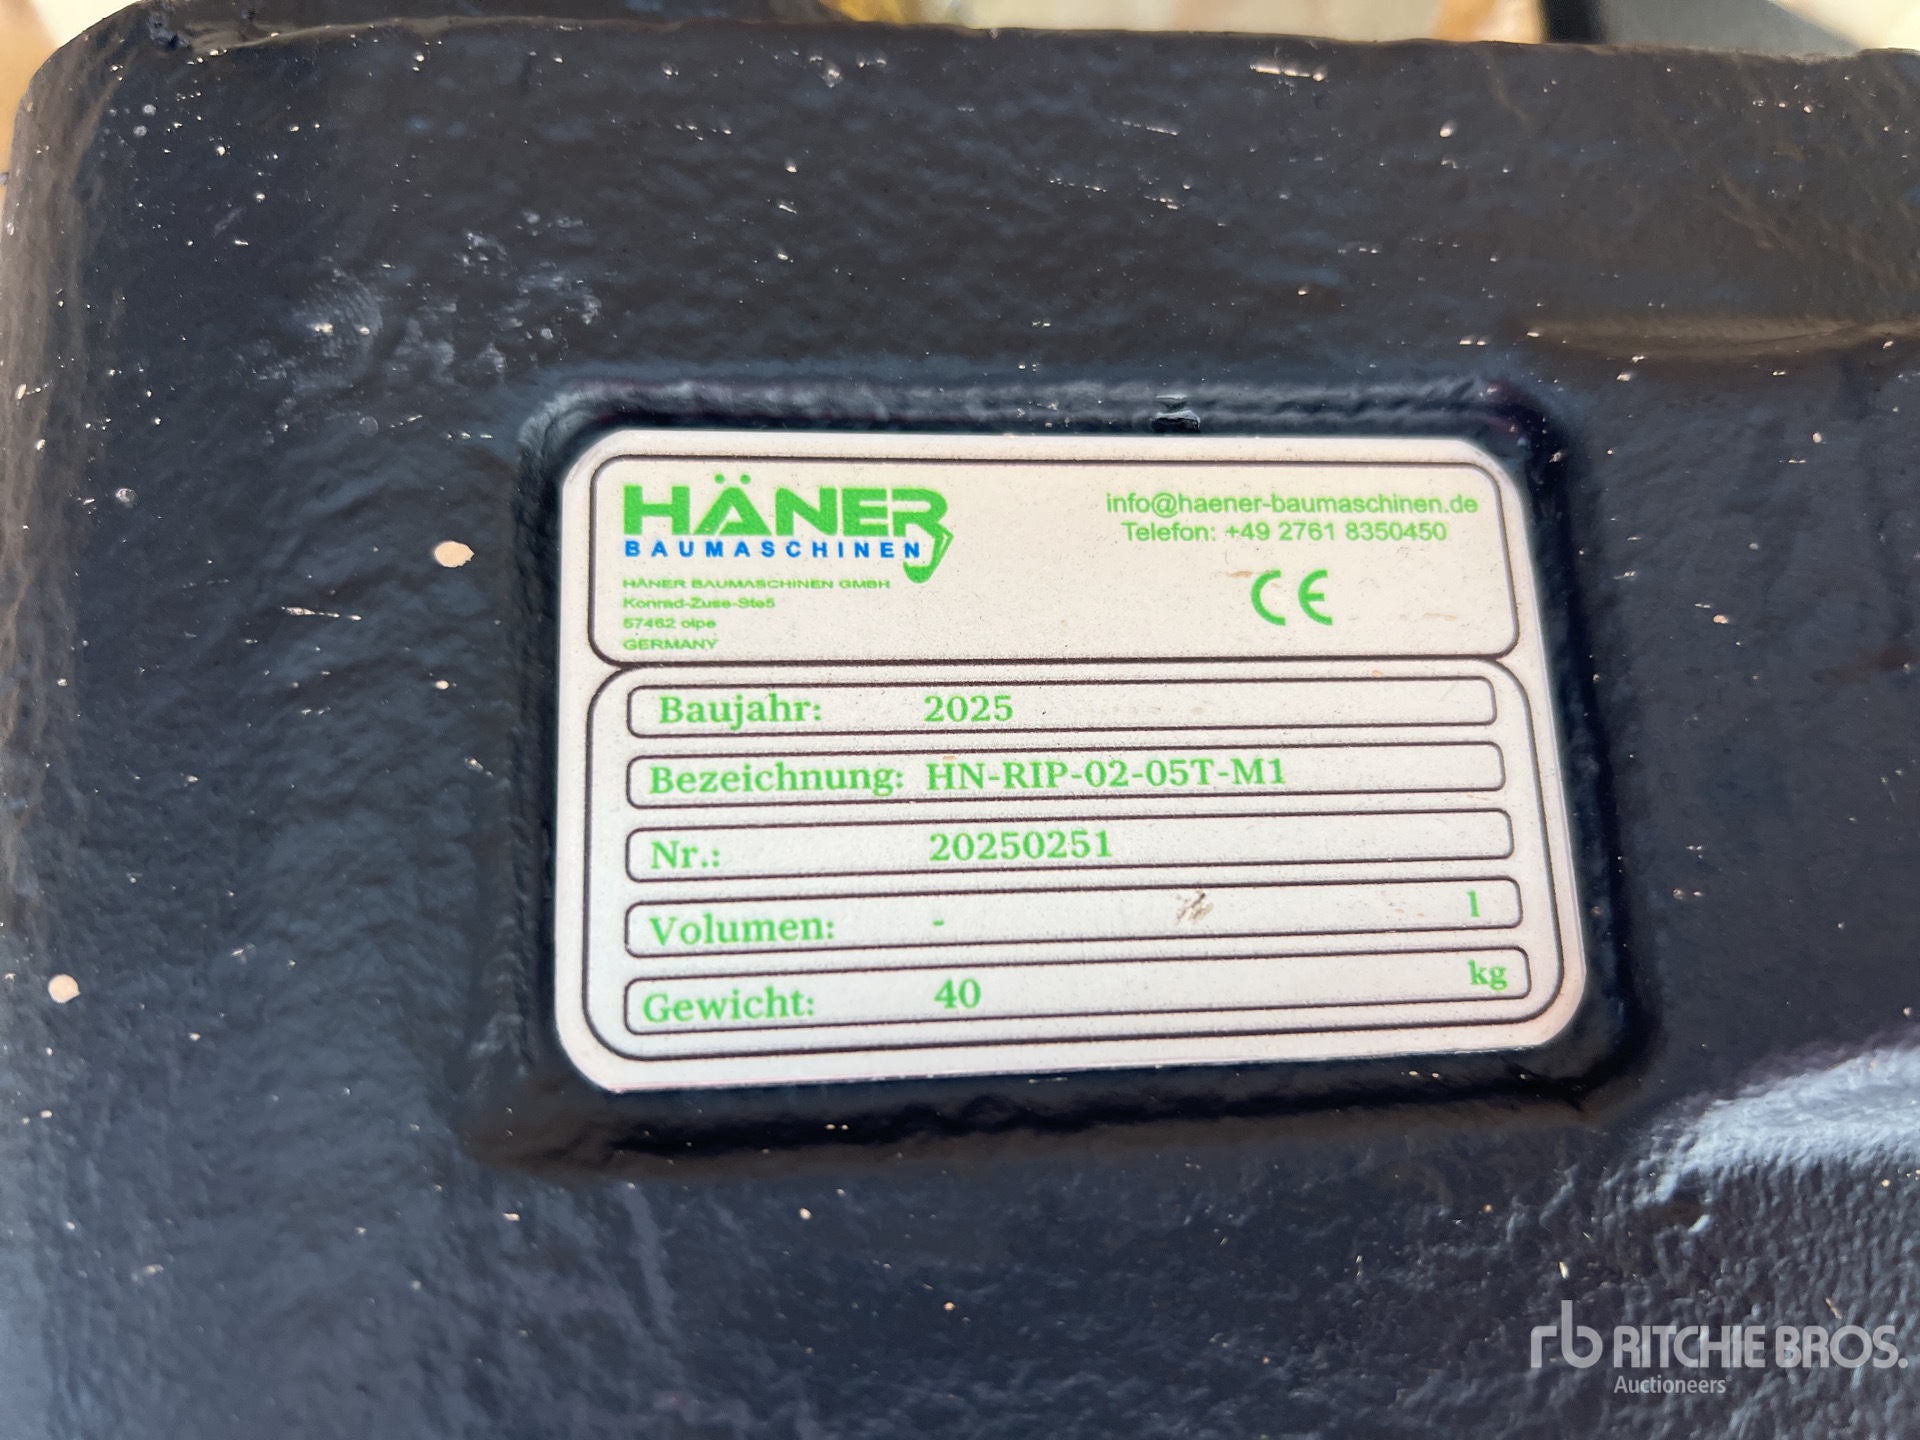 HÄNER
BAUMASCHINEN
HÄNER BAUMASCHINEN GMBH
Konrad-Zuse-Ste5
57462 olpe
GERMANY
info@haener-baumaschinen.de
Telefon: +49 2761 8350450
CE
Baujahr: 2025
Bezeichnung: HN-RIP-02-05T-M1
Nr.: 20250251
Volumen: - l
Gewicht: 40 kg
rb RITCHIE BROS.
Auctioneers